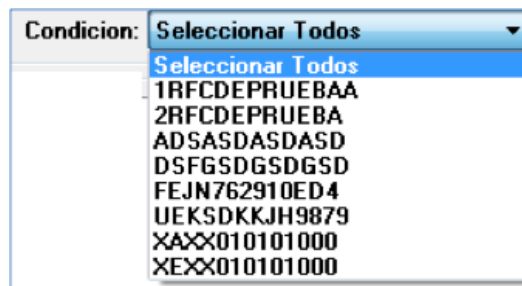 Condicion: Seleccionar Todos
Seleccionar Todos
1RFCDEPRUEBAA
2RFCDEPRUEBA
ADSASDASDASD
DSFGSDGSDGSD
FEJN762910ED4
UEKSDKKJH9879
XAXX010101000
XEXX010101000